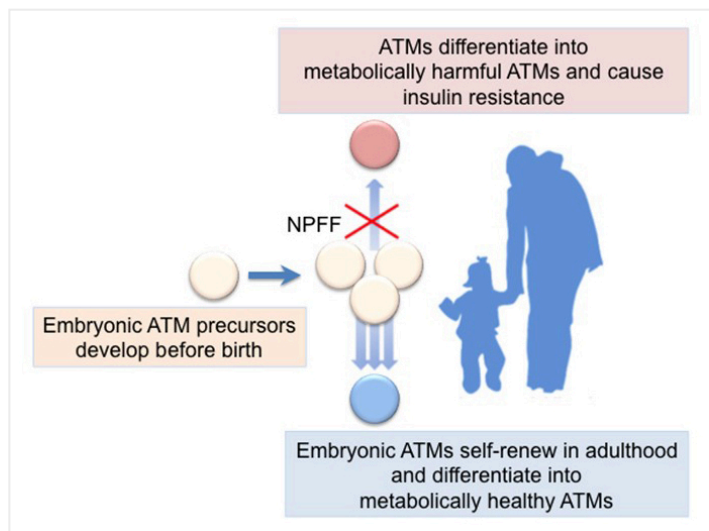 ATMs differentiate into
metabolically harmful ATMs and cause
insulin resistance
NPFF
Embryonic ATM precursors
develop before birth
Embryonic ATMs self-renew in adulthood
and differentiate into
metabolically healthy ATMs